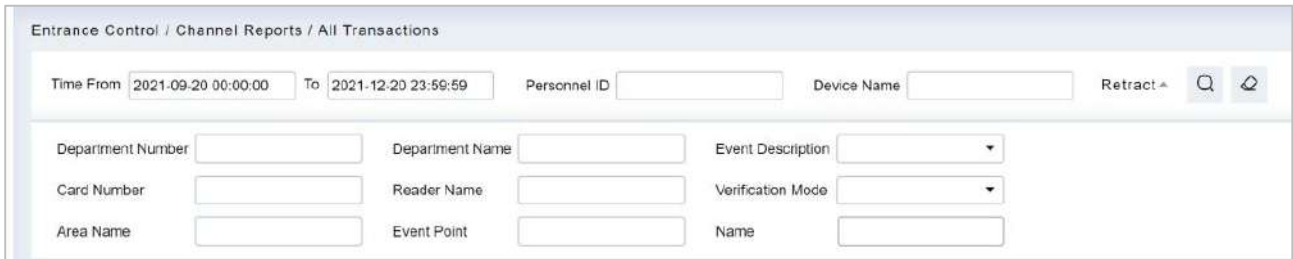 Entrance Control / Channel Reports / All Transactions
Time From 2021-09-20 00:00:00 To 2021-12-20 23:59:59 Personnel ID Device Name Retract
Department Number Department Name Event Description
Card Number Reader Name Verification Mode
Area Name Event Point Name